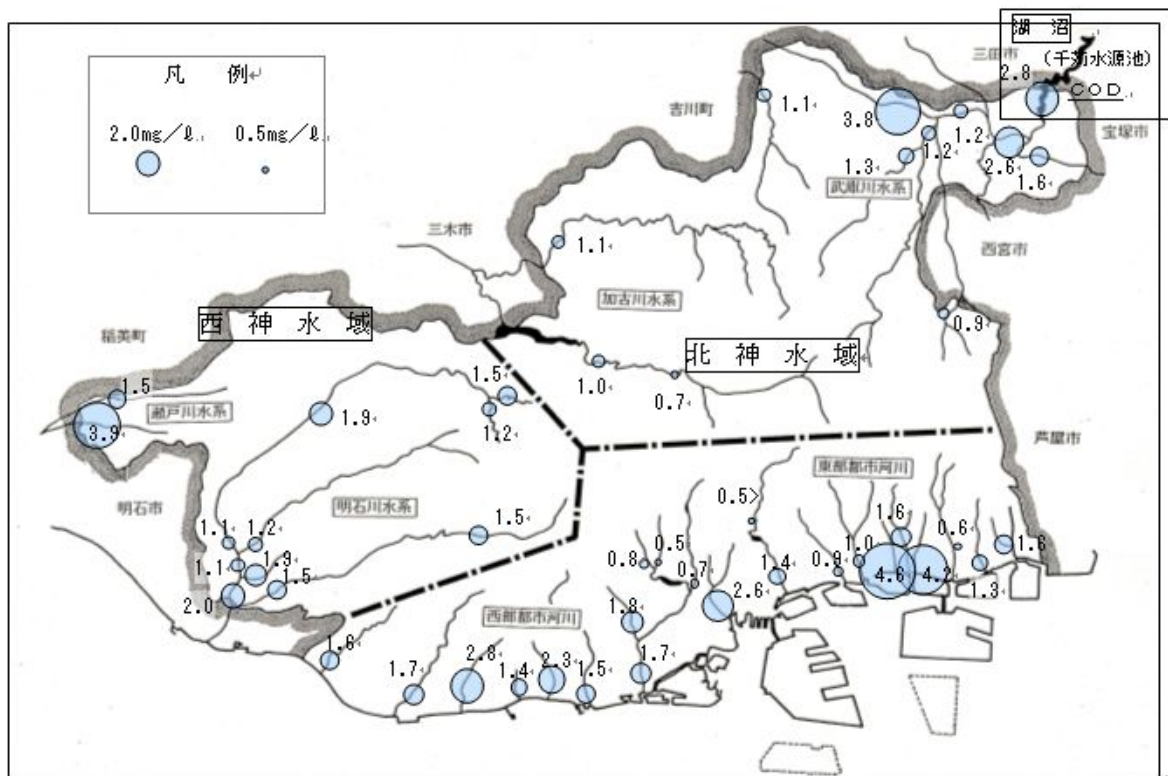 湖 沼
(千苅水源池)
COD
三田市
2.8
宝塚市
凡 例
2.0mg/ℓ 0.5mg/ℓ
吉川町
1.1
3.8
1.2
1.2
1.3
2.6
1.6
武庫川水系
三木市
1.1
西宮市
加古川水系
0.9
西 神 水 域
北 神 水 域
稲美町
1.0
0.7
1.5
瀬戸川水系
3.9
1.9
1.5
1.2
芦屋市
明石市
明石川水系
1.5
1.1
1.2
1.1
1.9
1.5
2.0
東部都市河川
0.5>
1.6
0.6
1.6
1.0
0.9
4.6
4.2
1.3
1.4
0.8
0.5
0.7
2.6
1.8
西部都市河川
1.6
1.7
2.8
1.4
2.3
1.5
1.7